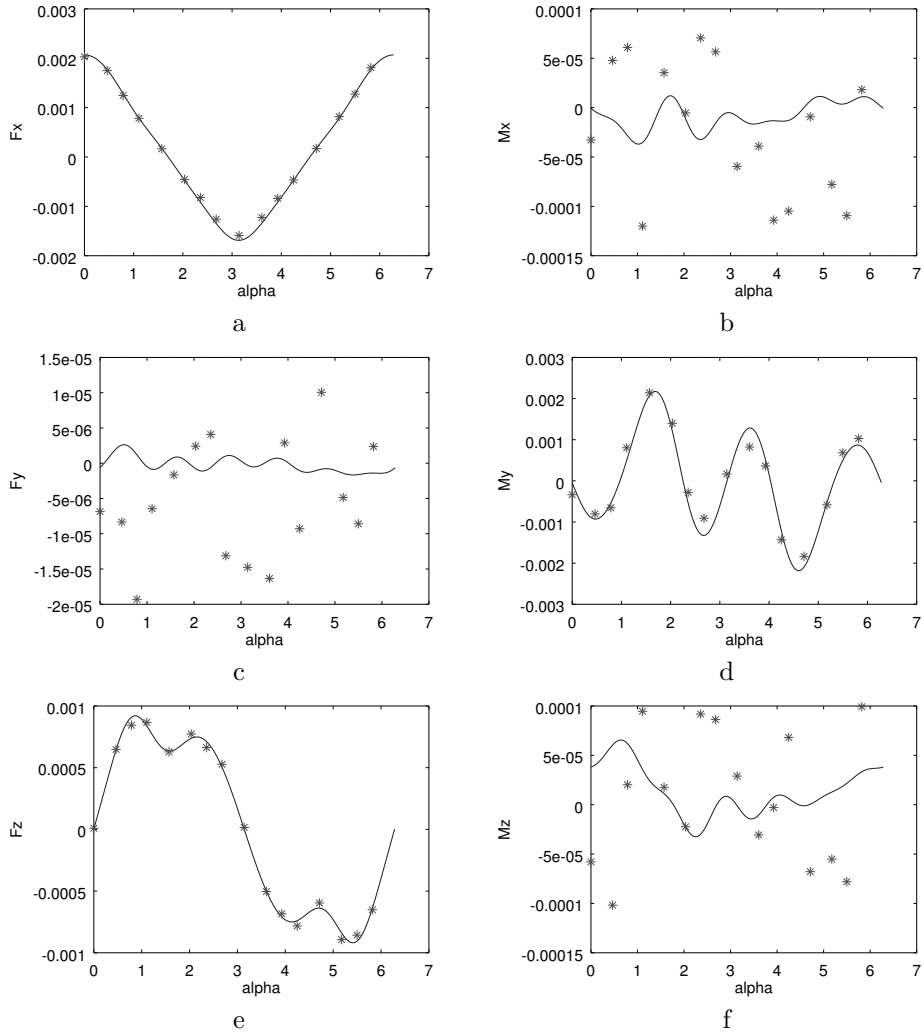 0.003
0.002
0.001
0
-0.001
-0.002
Fx
0 1 2 3 4 5 6 7
alpha
a
0.0001
5e-05
0
-5e-05
-0.0001
-0.00015
Mx
0 1 2 3 4 5 6 7
alpha
b
1.5e-05
1e-05
5e-06
0
-5e-06
-1e-05
-1.5e-05
-2e-05
Fy
0 1 2 3 4 5 6 7
alpha
c
0.003
0.002
0.001
0
-0.001
-0.002
-0.003
My
0 1 2 3 4 5 6 7
alpha
d
0.001
0.0005
0
-0.0005
-0.001
Fz
0 1 2 3 4 5 6 7
alpha
e
0.0001
5e-05
0
-5e-05
-0.0001
-0.00015
Mz
0 1 2 3 4 5 6 7
alpha
f